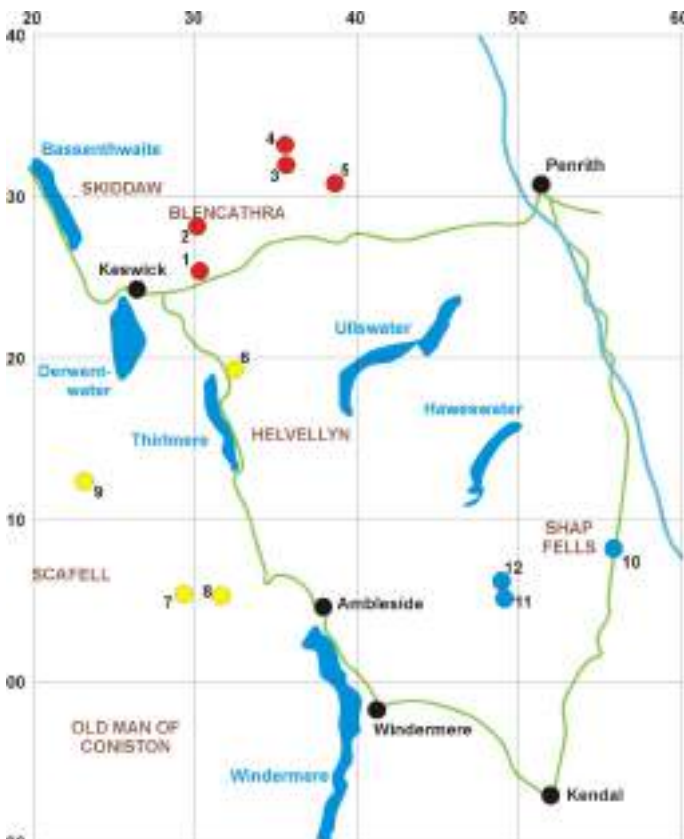 20 30 40 50 60
40
Bassenthwaite
4
3
5
Penrith
SKIDDAW
30
BLENCATHRA
2
1
Keswick
Ullswater
20
6
Derwent-
water
Haweswater
Thirlmere
HELVELLYN
9
10
SHAP
FELLS
10
SCAFELL
12
7
8
11
Ambleside
00
OLD MAN OF
CONISTON
Windermere
Windermere
Kendal